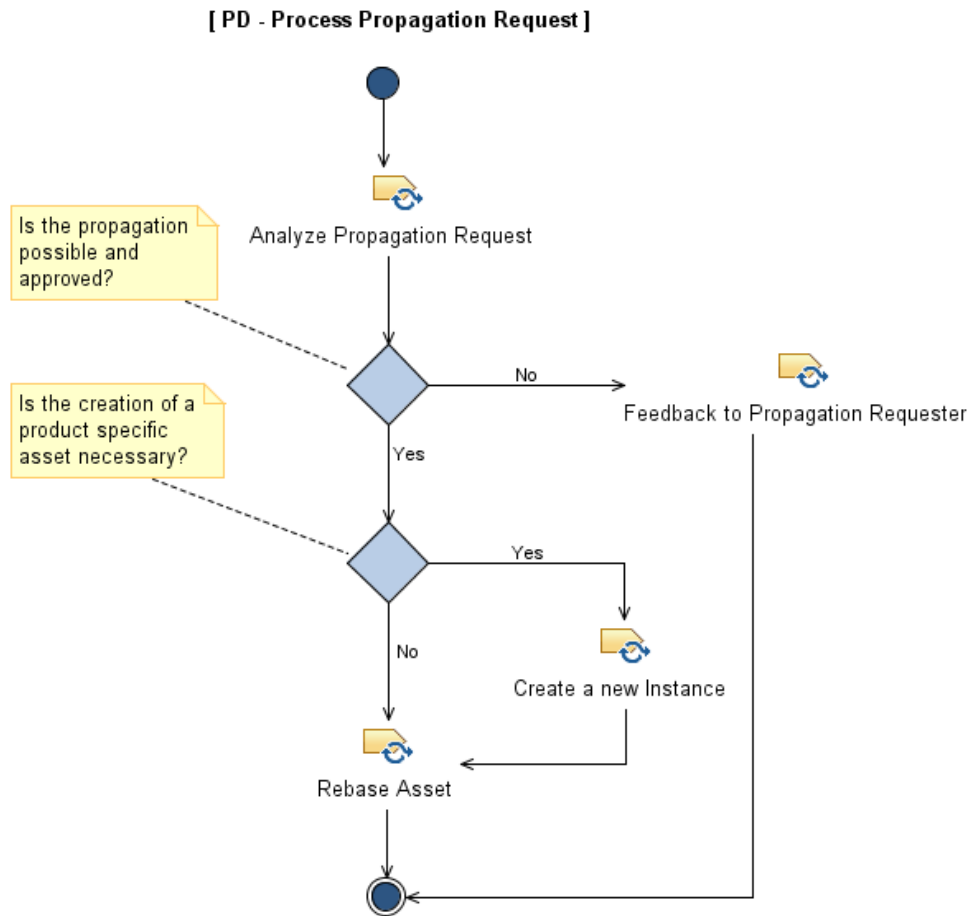 [ PD - Process Propagation Request ]
Analyze Propagation Request
Is the propagation
possible and
approved?
No
Feedback to Propagation Requester
Is the creation of a
product specific
asset necessary?
Yes
Yes
No
Create a new Instance
Rebase Asset